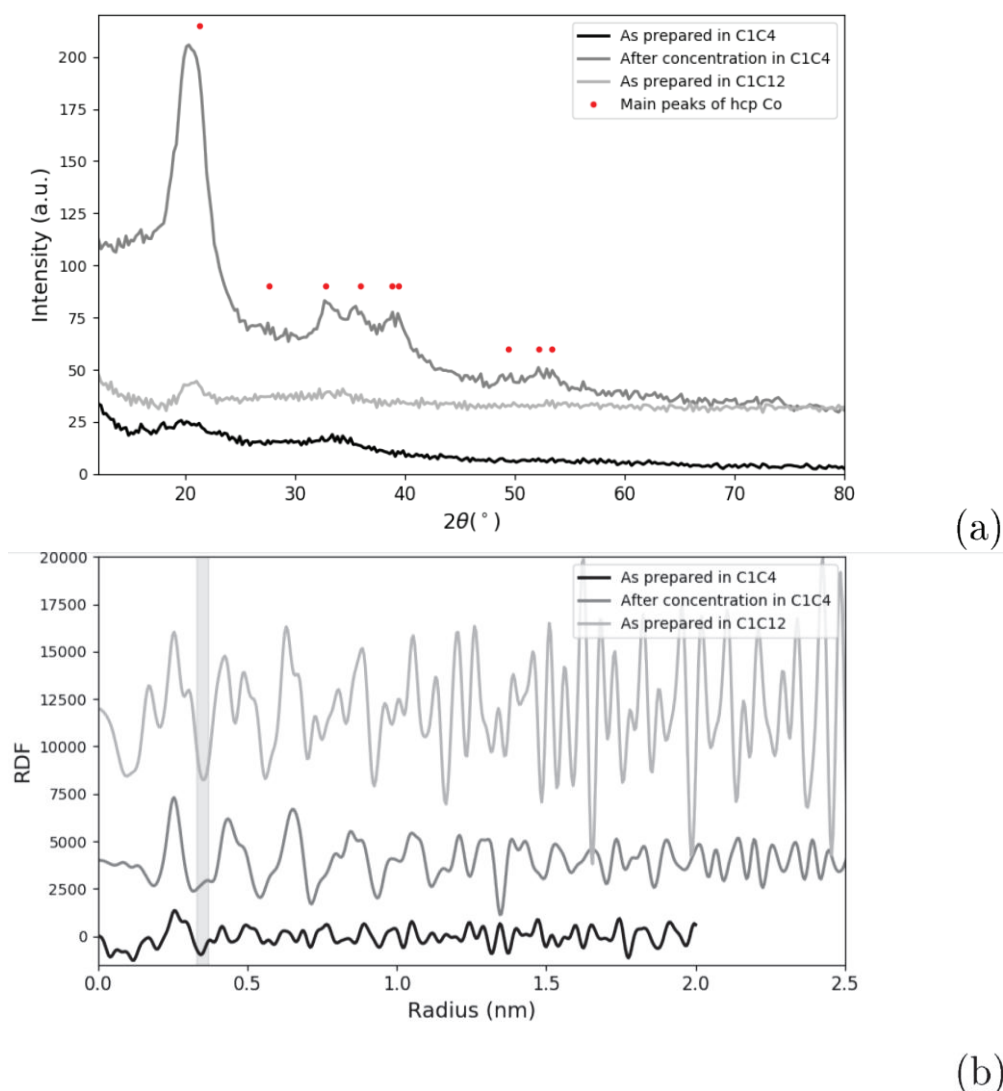 As prepared in C1C4
After concentration in C1C4
As prepared in C1C12
Main peaks of hcp Co
Intensity (a.u.)
200
175
150
125
100
75
50
25
0
20 30 40 50 60 70 80
2θ(°)
(a)
As prepared in C1C4
After concentration in C1C4
As prepared in C1C12
RDF
20000
17500
15000
12500
10000
7500
5000
2500
0
0.0 0.5 1.0 1.5 2.0 2.5
Radius (nm)
(b)